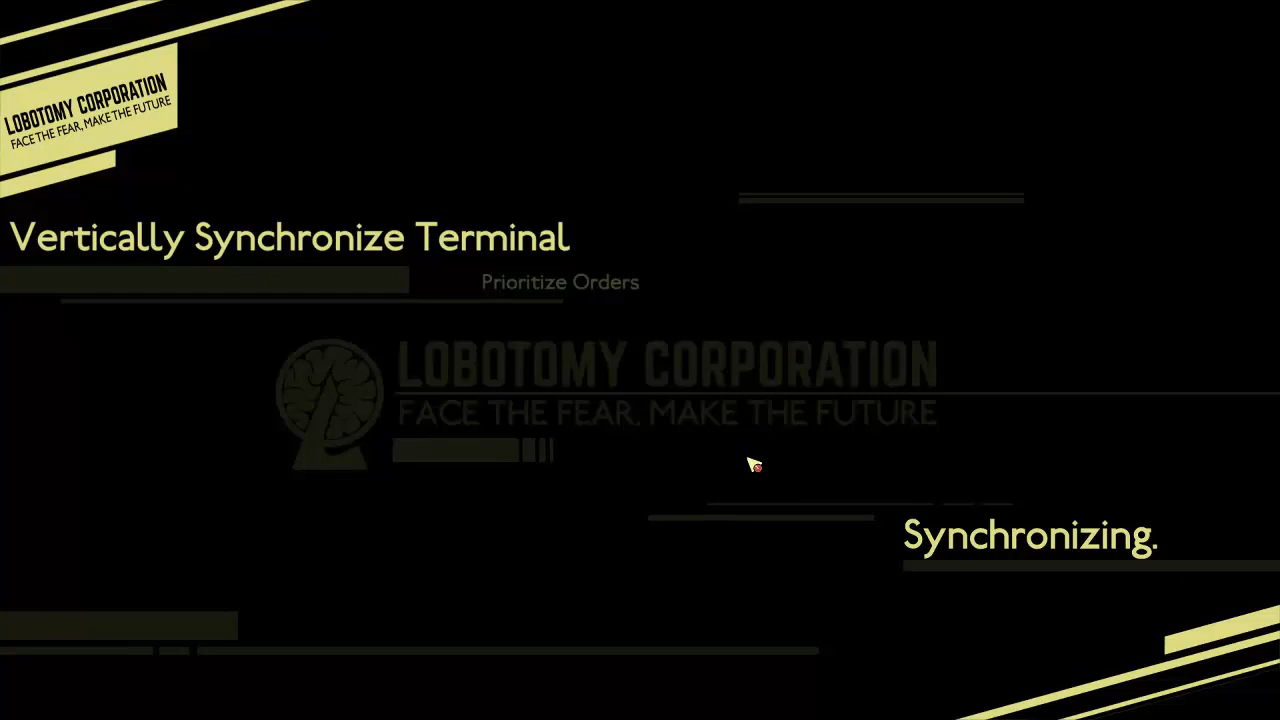 LOBOTOMY CORPORATION
FACE THE FEAR, MAKE THE FUTURE
Vertically Synchronize Terminal
Prioritize Orders
LOBOTOMY CORPORATION
FACE THE FEAR, MAKE THE FUTURE
Synchronizing.